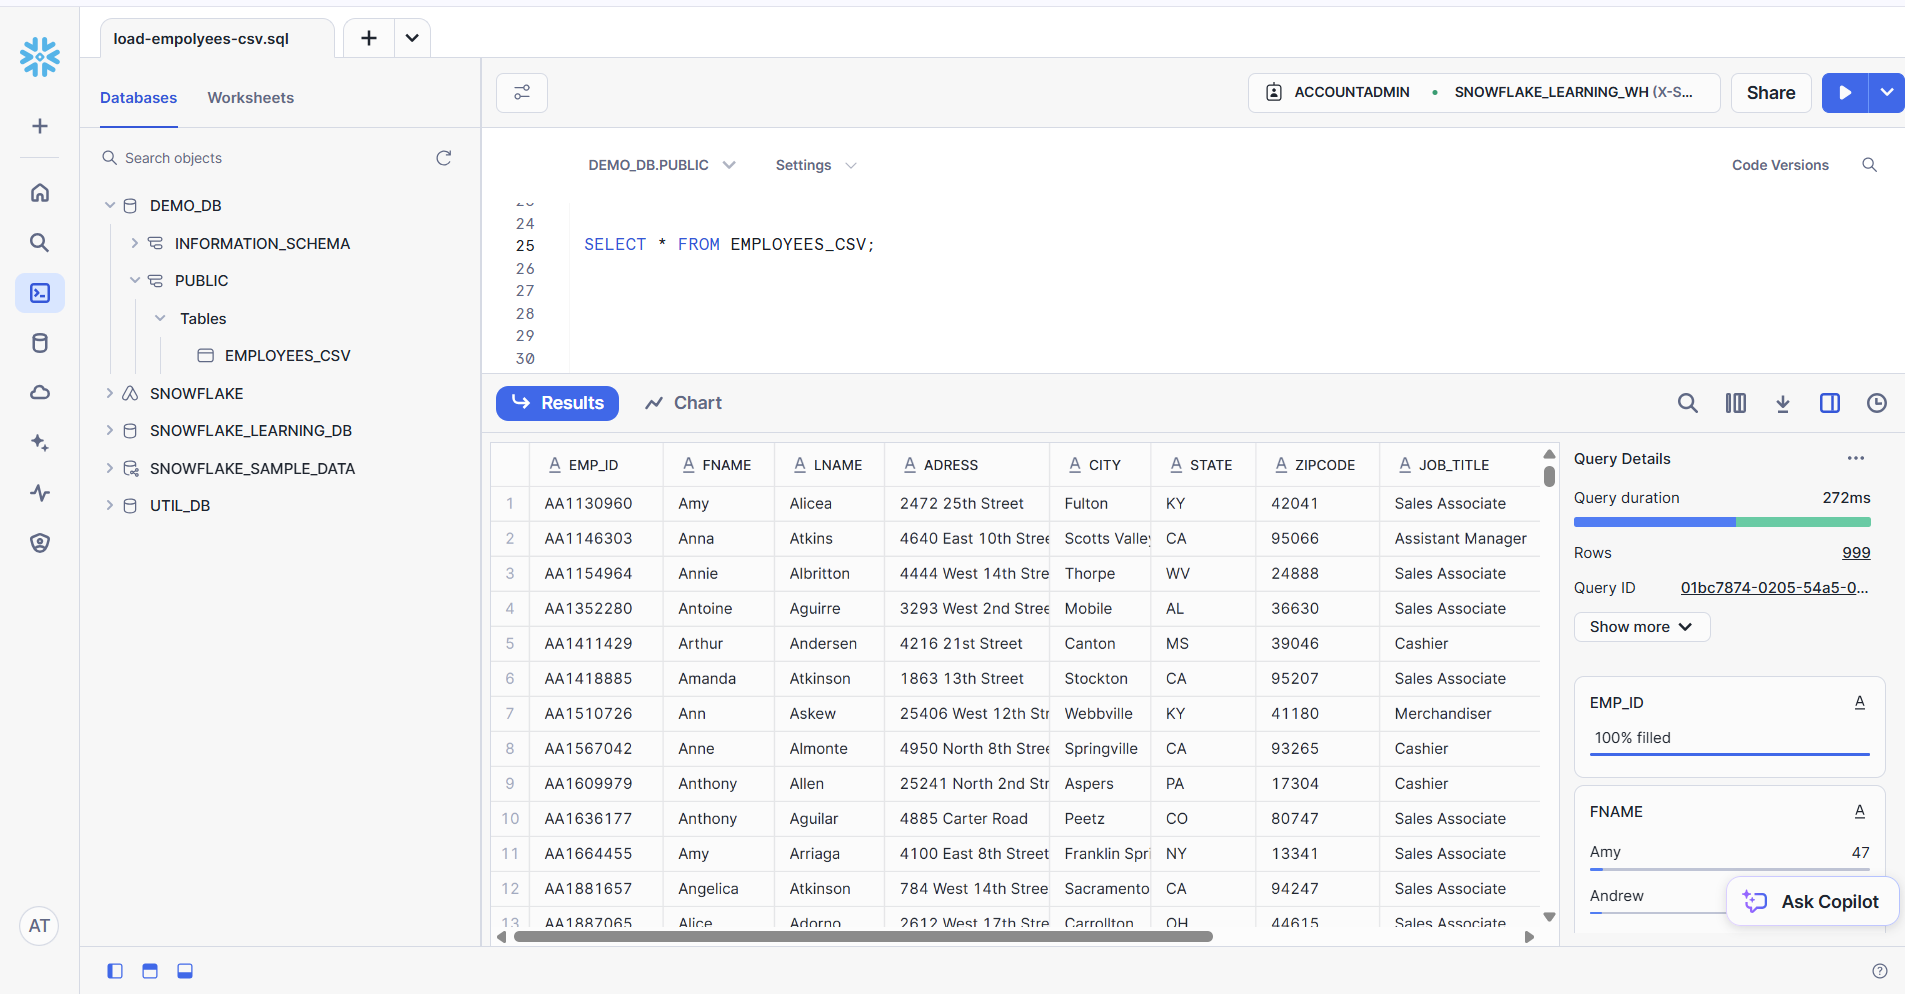 load-empolyees-csv.sql
Databases
Worksheets
ACCOUNTADMIN
SNOWFLAKE_LEARNING_WH (X-S...
Share
Search objects
DEMO_DB
INFORMATION_SCHEMA
PUBLIC
Tables
EMPLOYEES_CSV
SNOWFLAKE
SNOWFLAKE_LEARNING_DB
SNOWFLAKE_SAMPLE_DATA
UTIL_DB
AT
DEMO_DB.PUBLIC
Settings
Code Versions
24
25 SELECT * FROM EMPLOYEES_CSV;
26
27
28
29
30
Results
Chart
EMP_ID FNAME LNAME ADRESS CITY STATE ZIPCODE JOB_TITLE
1 AA1130960 Amy Alicea 2472 25th Street Fulton KY 42041 Sales Associate
2 AA1146303 Anna Atkins 4640 East 10th Stree Scotts Valley CA 95066 Assistant Manager
3 AA1154964 Annie Albritton 4444 West 14th Stre Thorpe WV 24888 Sales Associate
4 AA1352280 Antoine Aguirre 3293 West 2nd Stree Mobile AL 36630 Sales Associate
5 AA1411429 Arthur Andersen 4216 21st Street Canton MS 39046 Cashier
6 AA1418885 Amanda Atkinson 1863 13th Street Stockton CA 95207 Sales Associate
7 AA1510726 Ann Askew 25406 West 12th Str Webbville KY 41180 Merchandiser
8 AA1567042 Anne Almonte 4950 North 8th Stree Springville CA 93265 Cashier
9 AA1609979 Anthony Allen 25241 North 2nd Str Aspers PA 17304 Cashier
10 AA1636177 Anthony Aguilar 4885 Carter Road Peetz CO 80747 Sales Associate
11 AA1664455 Amy Arriaga 4100 East 8th Street Franklin Spri NY 13341 Sales Associate
12 AA1881657 Angelica Atkinson 784 West 14th Stree Sacramento CA 94247 Sales Associate
13 AA1887065 Alice Adorno 2612 West 17th Stree Carrollton OH 44615 Sales Associate
Query Details
Query duration 272ms
Rows 999
Query ID 01bc7874-0205-54a5-0...
Show more
EMP_ID
100% filled
FNAME
Amy 47
Andrew
Ask Copilot